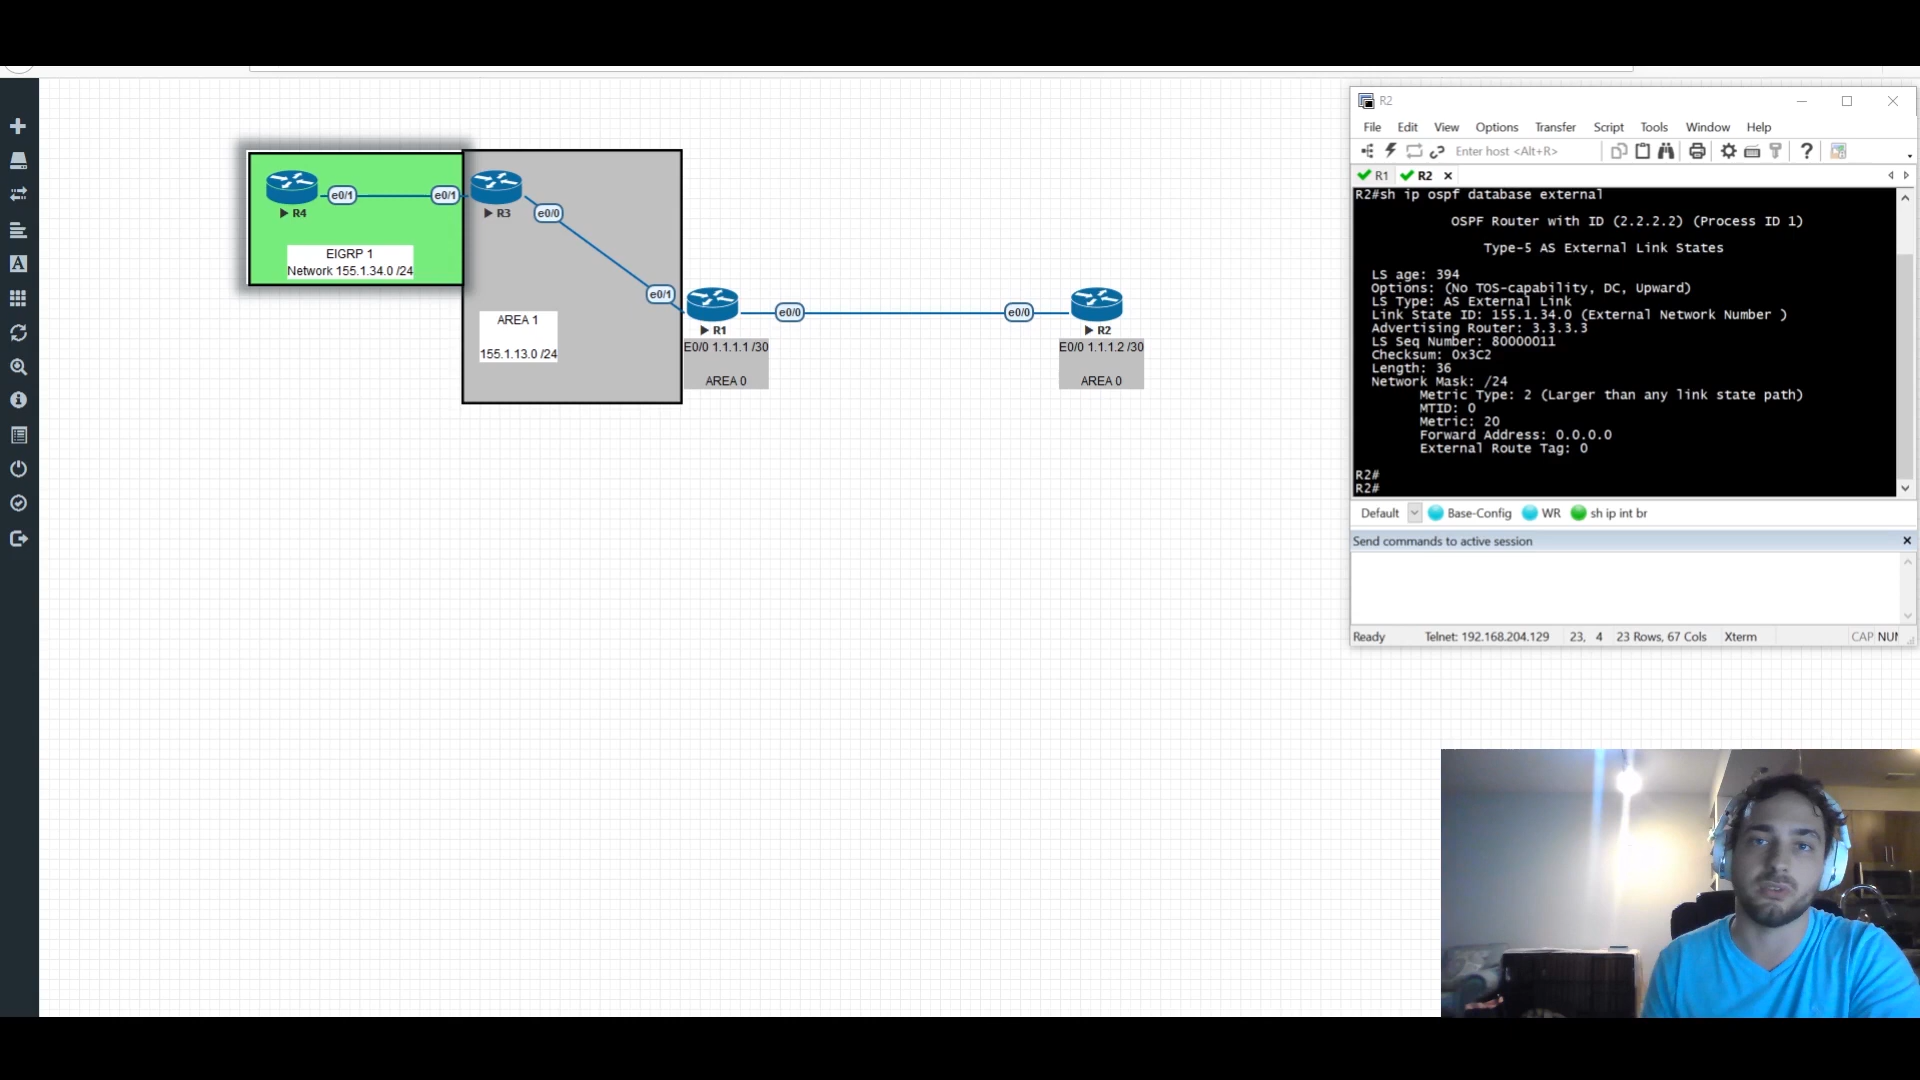 e0/1
e0/1
R4
R3
e0/0
EIGRP 1
Network 155.1.34.0 /24
e0/1
AREA 1
155.1.13.0 /24
e0/0
e0/0
R1
R2
E0/0 1.1.1.1 /30
AREA 0
E0/0 1.1.1.2 /30
AREA 0
R2
File Edit View Options Transfer Script Tools Window Help
Enter host <Alt+R>
R1 R2
R2#sh ip ospf database external
OSPF Router with ID (2.2.2.2) (Process ID 1)
Type-5 AS External Link States
LS age: 394
Options: (No TOS-capability, DC, Upward)
LS Type: AS External Link
Link State ID: 155.1.34.0 (External Network Number )
Advertising Router: 3.3.3.3
LS Seq Number: 80000011
Checksum: 0x3C2
Length: 36
Network Mask: /24
Metric Type: 2 (Larger than any link state path)
MTID: 0
Metric: 20
Forward Address: 0.0.0.0
External Route Tag: 0
R2#
R2#
Default Base-Config WR sh ip int br
Send commands to active session
Ready Telnet: 192.168.204.129 23, 4 23 Rows, 67 Cols Xterm CAP NUM